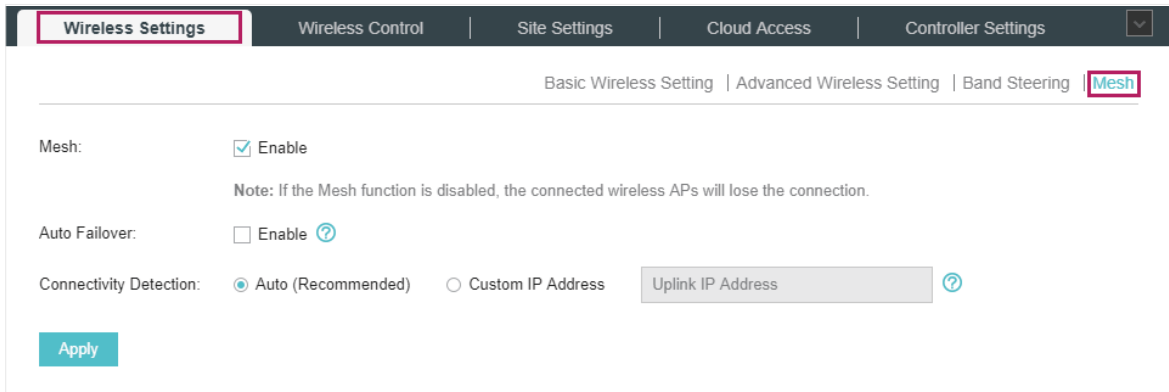 Wireless Settings | Wireless Control | Site Settings | Cloud Access | Controller Settings
Basic Wireless Setting | Advanced Wireless Setting | Band Steering | Mesh
Mesh: Enable
Note: If the Mesh function is disabled, the connected wireless APs will lose the connection.
Auto Failover: Enable ?
Connectivity Detection: Auto (Recommended) Custom IP Address Uplink IP Address ?
Apply